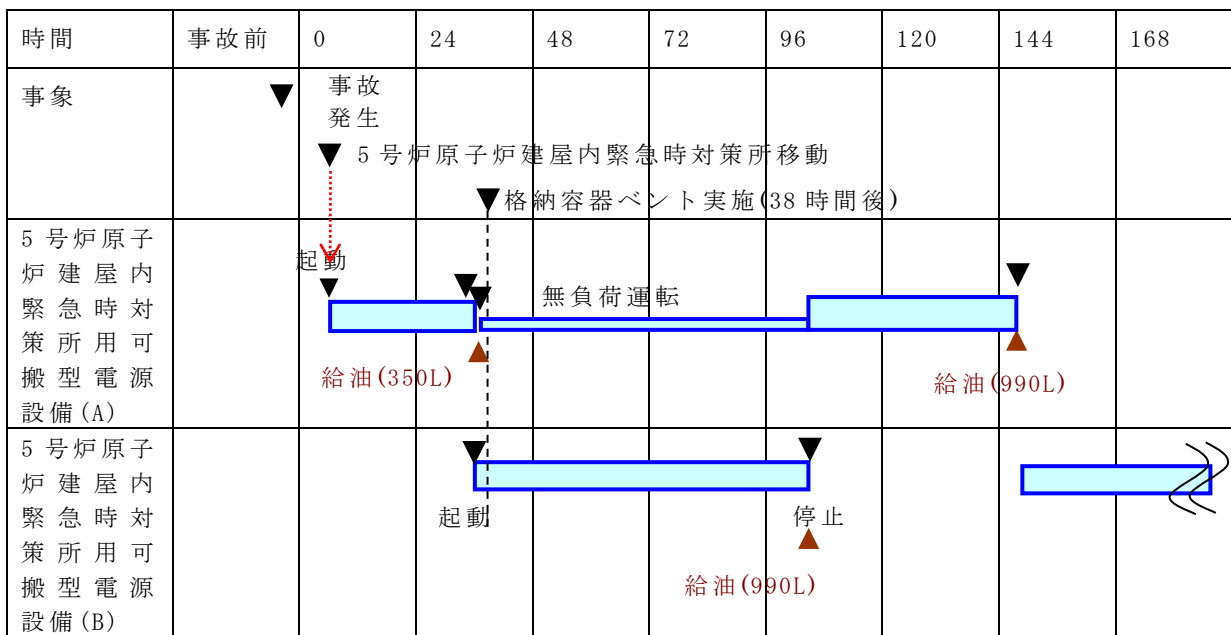 時間 事故前 0 24 48 72 96 120 144 168
事象
事故
発生
5号炉原子炉建屋内緊急時対策所移動
格納容器ベント実施(38時間後)
5号炉原子
炉建屋内
緊急時対
策所用可
搬型電源
設備(A)
起動
無負荷運転
給油(350L)
給油(990L)
5号炉原子
炉建屋内
緊急時対
策所用可
搬型電源
設備(B)
起動
停止
給油(990L)